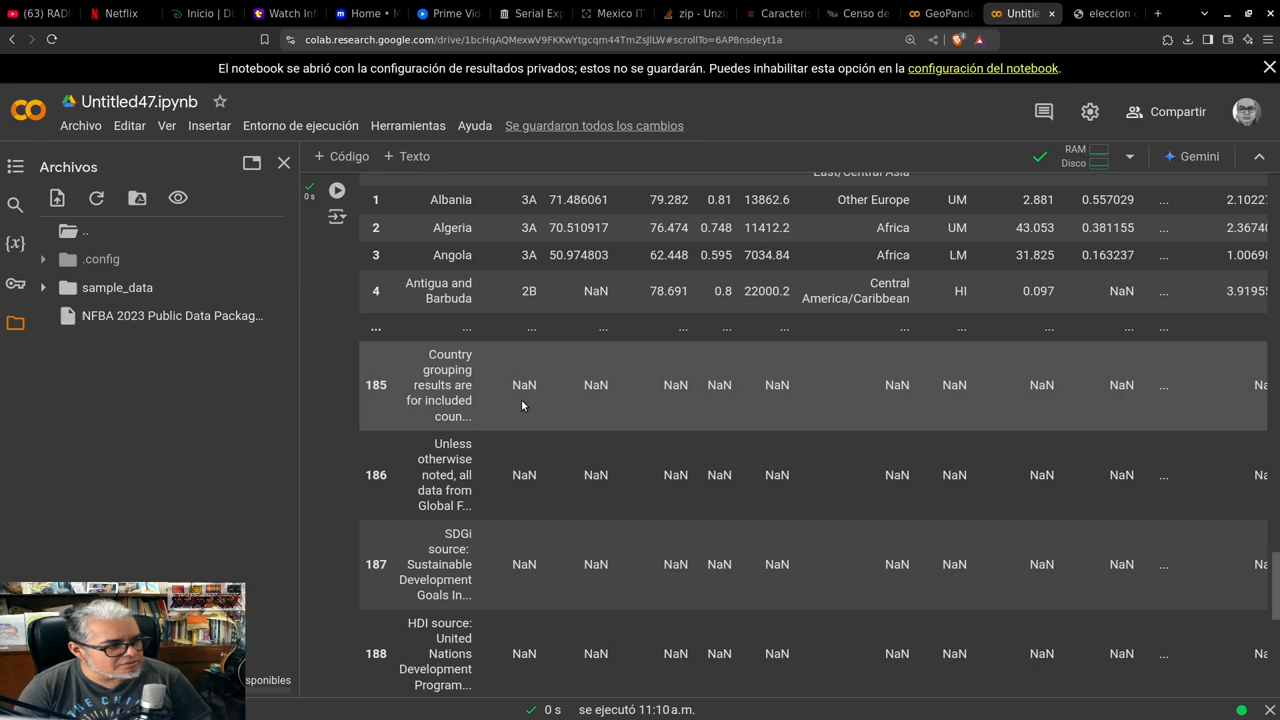 (63) RADI
Netflix
Inicio | Di
Watch Inf
Home • M
Prime Vid
Serial Exp
Mexico IT
zip - Unzip
Caracterís
Censo de
GeoPanda
Untitle
eleccion c
colab.research.google.com/drive/1bcHqAQMexwV9FKKwYtgcqm44TmZsJlLW#scrollTo=6AP8nsdeyt1a
El notebook se abrió con la configuración de resultados privados; estos no se guardarán. Puedes inhabilitar esta opción en la configuración del notebook.
Untitled47.ipynb
Archivo Editar Ver Insertar Entorno de ejecución Herramientas Ayuda Se guardaron todos los cambios
Compartir
Archivos
+ Código + Texto
RAM
Disco
Gemini
..
.config
sample_data
NFBA 2023 Public Data Packag...
0 s
East/Central Asia
1 Albania 3A 71.486061 79.282 0.81 13862.6 Other Europe UM 2.881 0.557029 ... 2.1022
2 Algeria 3A 70.510917 76.474 0.748 11412.2 Africa UM 43.053 0.381155 ... 2.36740
3 Angola 3A 50.974803 62.448 0.595 7034.84 Africa LM 31.825 0.163237 ... 1.00698
4 Antigua and Barbuda 2B NaN 78.691 0.8 22000.2 Central America/Caribbean HI 0.097 NaN ... 3.91955
... ... ... ... ... ... ... ... ... ... ... ...
Country
grouping
185 results are NaN NaN NaN NaN NaN NaN NaN NaN NaN ... Na
for included
coun...
Unless
otherwise
186 noted, all NaN NaN NaN NaN NaN NaN NaN NaN NaN ... Na
data from
Global F...
SDGi
source:
187 Sustainable NaN NaN NaN NaN NaN NaN NaN NaN NaN ... Na
Development
Goals In...
HDI source:
United
188 Nations NaN NaN NaN NaN NaN NaN NaN NaN NaN ... Na
Development
Program...
sponibles
THE CHI
0 s se ejecutó 11:10 a.m.